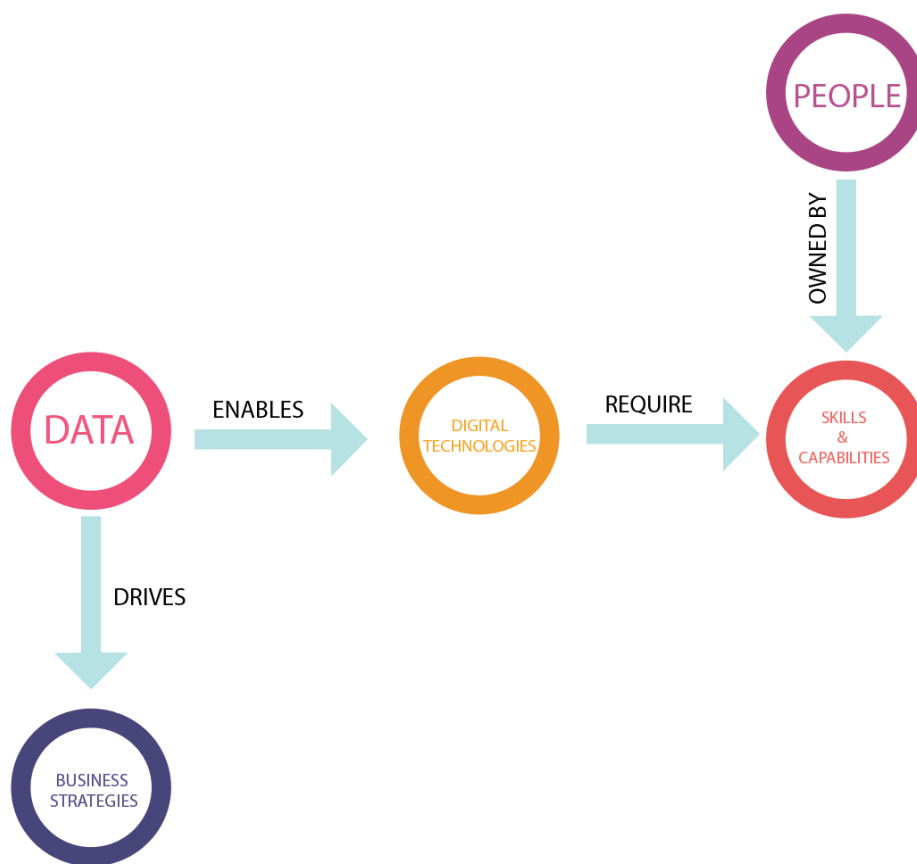 PEOPLE
OWNED BY
DATA
ENABLES
DIGITAL
TECHNOLOGIES
REQUIRE
SKILLS
&
CAPABILITIES
DRIVES
BUSINESS
STRATEGIES